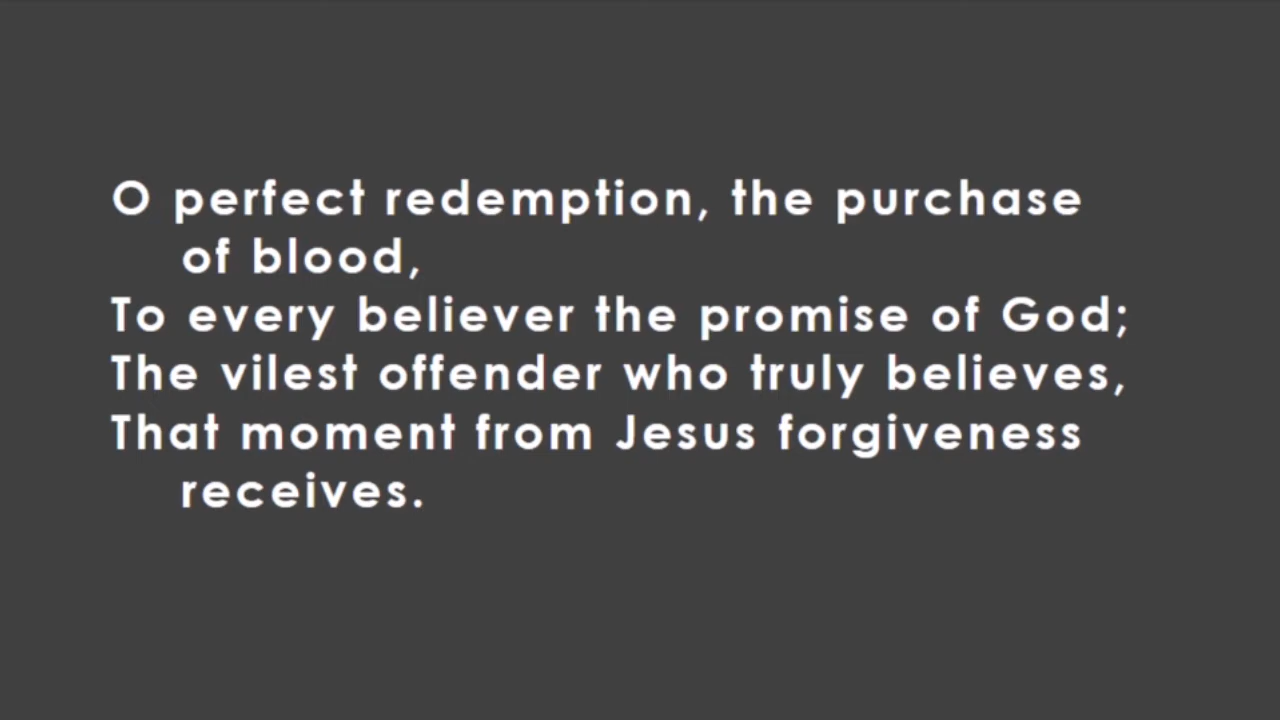 O perfect redemption, the purchase
of blood,
To every believer the promise of God;
The vilest offender who truly believes,
That moment from Jesus forgiveness
receives.